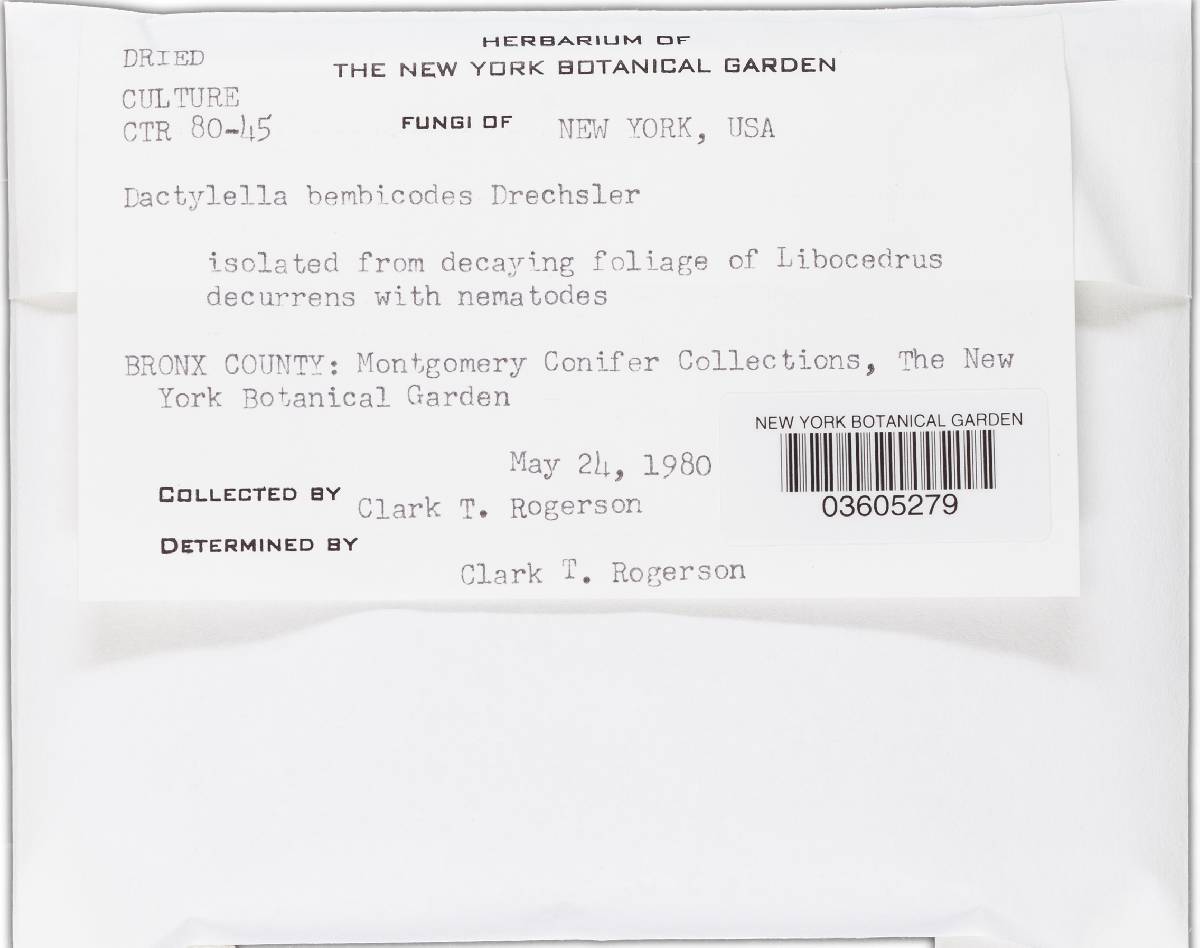 HERBARIUM OF
THE NEW YORK BOTANICAL GARDEN
DRIED
CULTURE
CTR 80-45
FUNGI OF NEW YORK, USA
Dactylella bembicodes Drechsler
isolated from decaying foliage of Libocedrus
decurrens with nematodes
BRONX COUNTY: Montgomery Conifer Collections, The New
York Botanical Garden
May 24, 1980
COLLECTED BY Clark T. Rogerson
DETERMINED BY
Clark T. Rogerson
NEW YORK BOTANICAL GARDEN
03605279